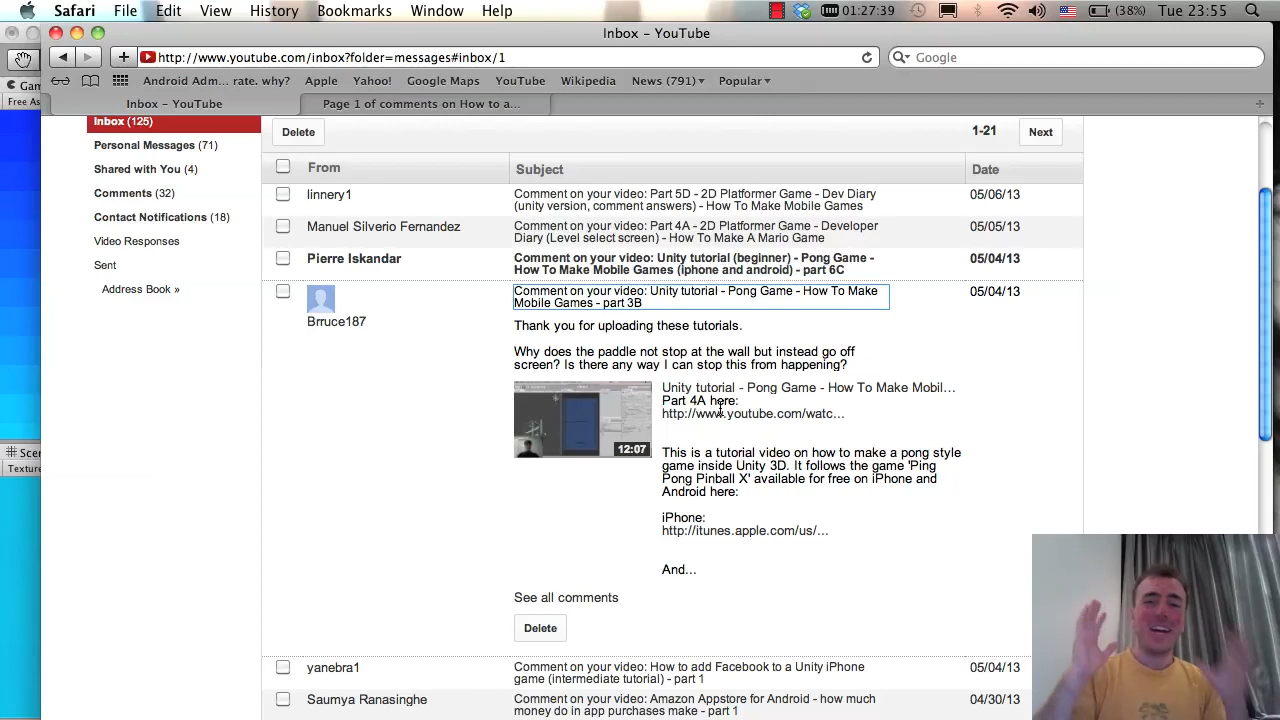 Safari File Edit View History Bookmarks Window Help 01:27:39 (38%) Tue 23:55
Inbox – YouTube
http://www.youtube.com/inbox?folder=messages#inbox/1 Google
Android Adm... rate. why? Apple Yahoo! Google Maps YouTube Wikipedia News (791) Popular
Inbox – YouTube Page 1 of comments on How to a...
Free As
Inbox (125)
Personal Messages (71)
Shared with You (4)
Comments (32)
Contact Notifications (18)
Video Responses
Sent
Address Book »
Scen
Texture
Delete 1-21 Next
From Subject Date
linnery1 Comment on your video: Part 5D - 2D Platformer Game - Dev Diary 05/06/13
(unity version, comment answers) - How To Make Mobile Games
Manuel Silverio Fernandez Comment on your video: Part 4A - 2D Platformer Game - Developer 05/05/13
Diary (Level select screen) - How To Make A Mario Game
Pierre Iskandar Comment on your video: Unity tutorial (beginner) - Pong Game - 05/04/13
How To Make Mobile Games (iphone and android) - part 6C
Comment on your video: Unity tutorial - Pong Game - How To Make 05/04/13
Mobile Games - part 3B
Brruce187
Thank you for uploading these tutorials.
Why does the paddle not stop at the wall but instead go off
screen? Is there any way I can stop this from happening?
12:07
Unity tutorial - Pong Game - How To Make Mobil...
Part 4A here:
http://www.youtube.com/watc...
This is a tutorial video on how to make a pong style
game inside Unity 3D. It follows the game 'Ping
Pong Pinball X' available for free on iPhone and
Android here:
iPhone:
http://itunes.apple.com/us/...
And...
See all comments
Delete
yanebra1 Comment on your video: How to add Facebook to a Unity iPhone 05/04/13
game (intermediate tutorial) - part 1
Saumya Ranasinghe Comment on your video: Amazon Appstore for Android - how much 04/30/13
money do in app purchases make - part 1